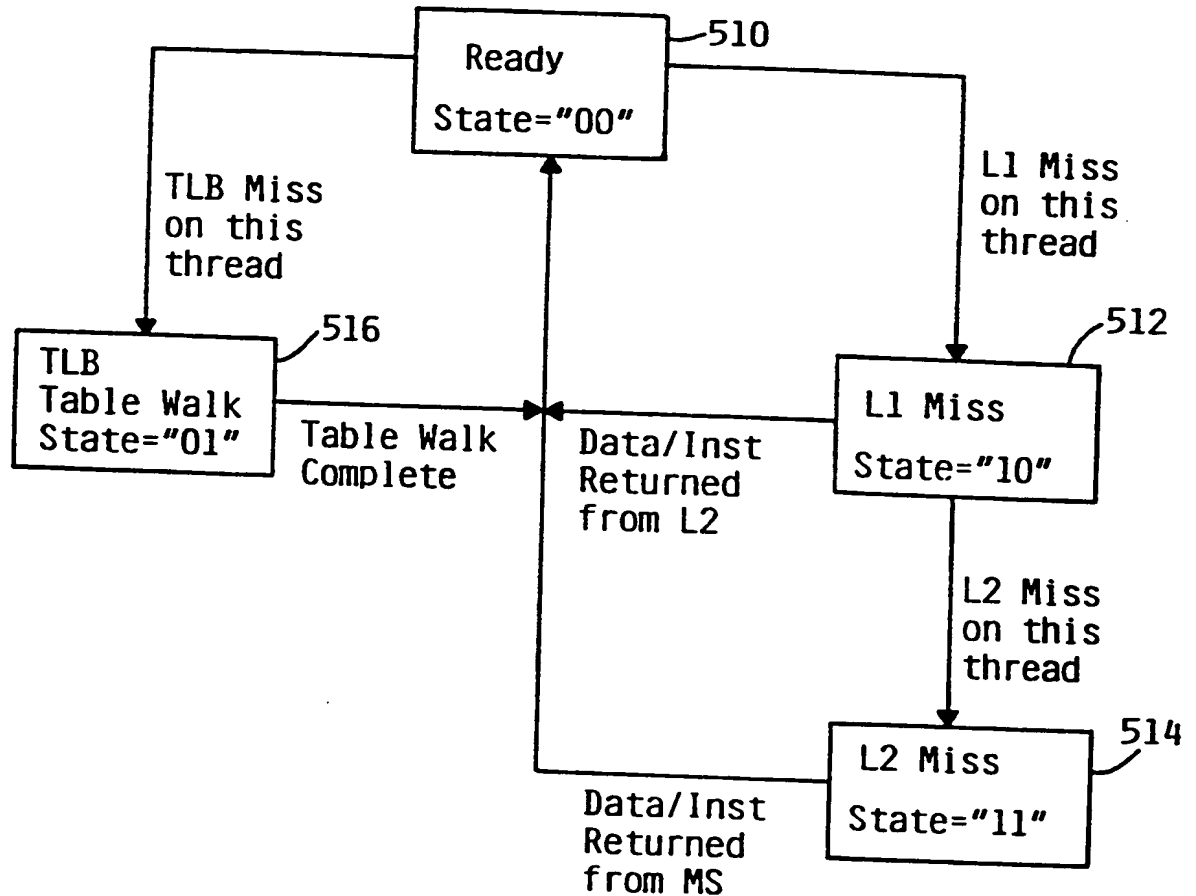 510
Ready
State="00"
TLB Miss
on this
thread
L1 Miss
on this
thread
516
TLB
Table Walk
State="01"
Table Walk
Complete
Data/Inst
Returned
from L2
512
L1 Miss
State="10"
L2 Miss
on this
thread
514
L2 Miss
State="11"
Data/Inst
Returned
from MS